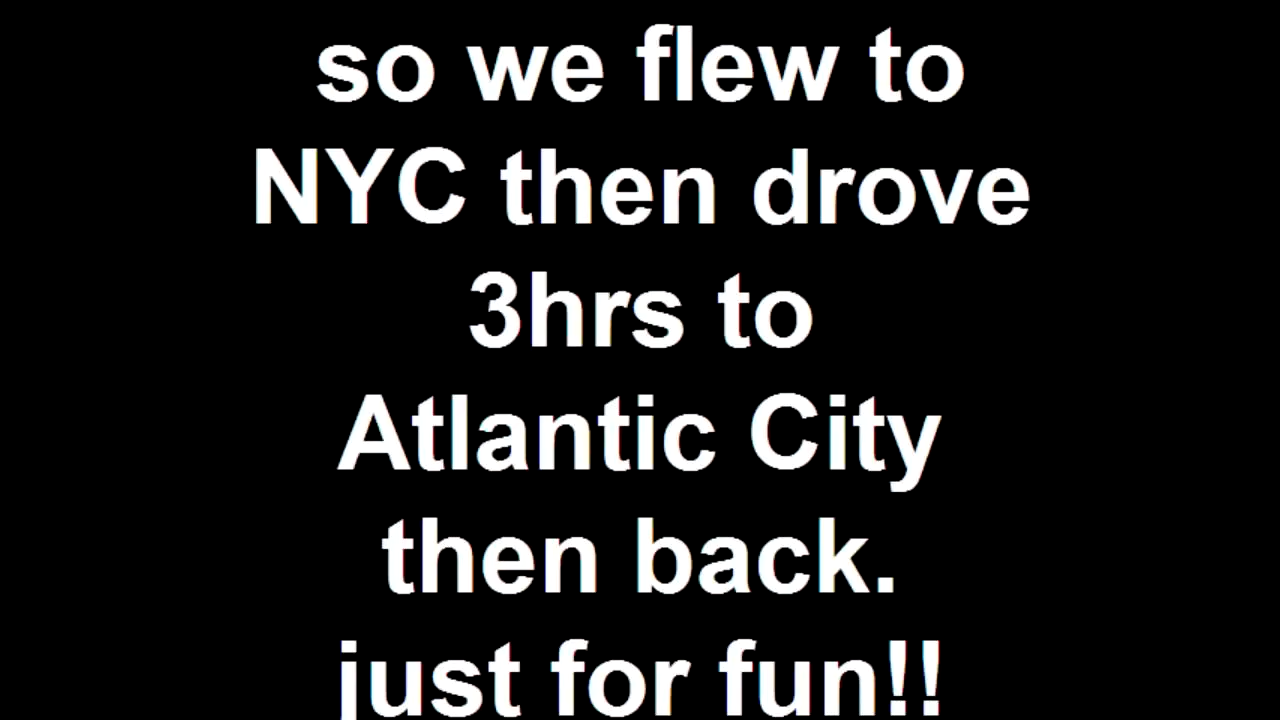 so we flew to
NYC then drove
3hrs to
Atlantic City
then back.
just for fun!!